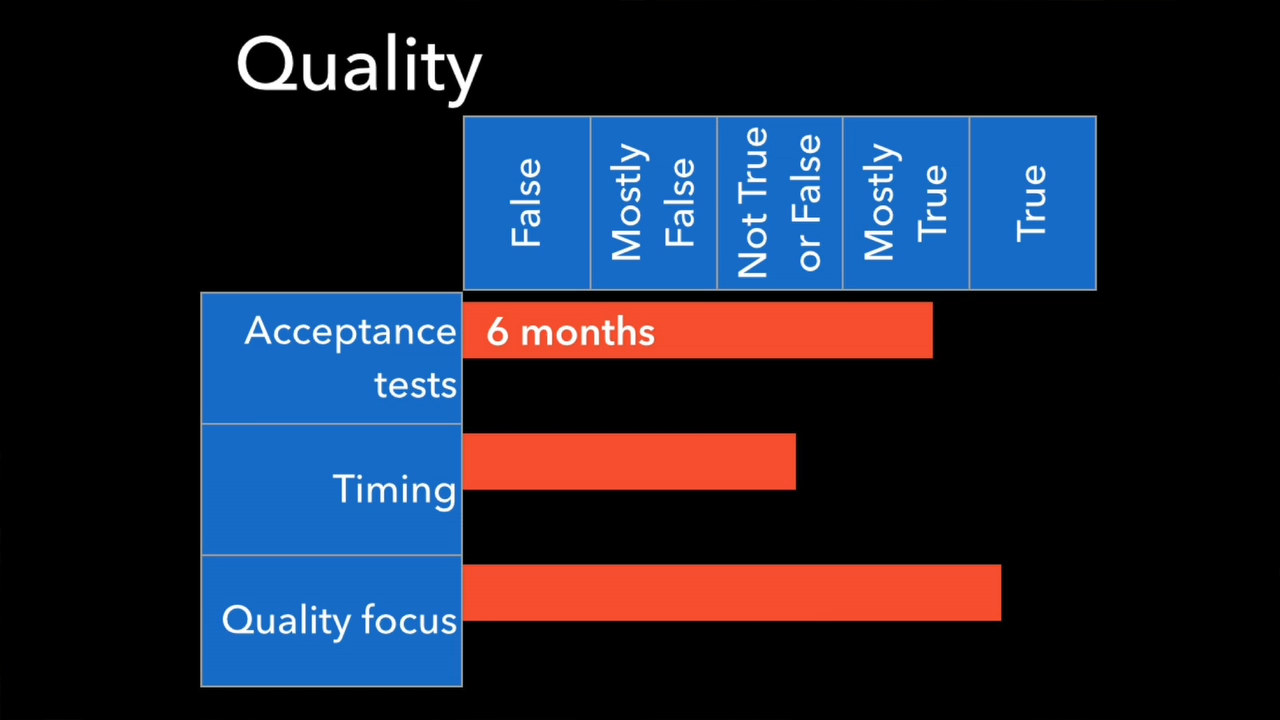 Quality
False
Mostly
False
Not True
or False
Mostly
True
True
Acceptance
tests
6 months
Timing
Quality focus